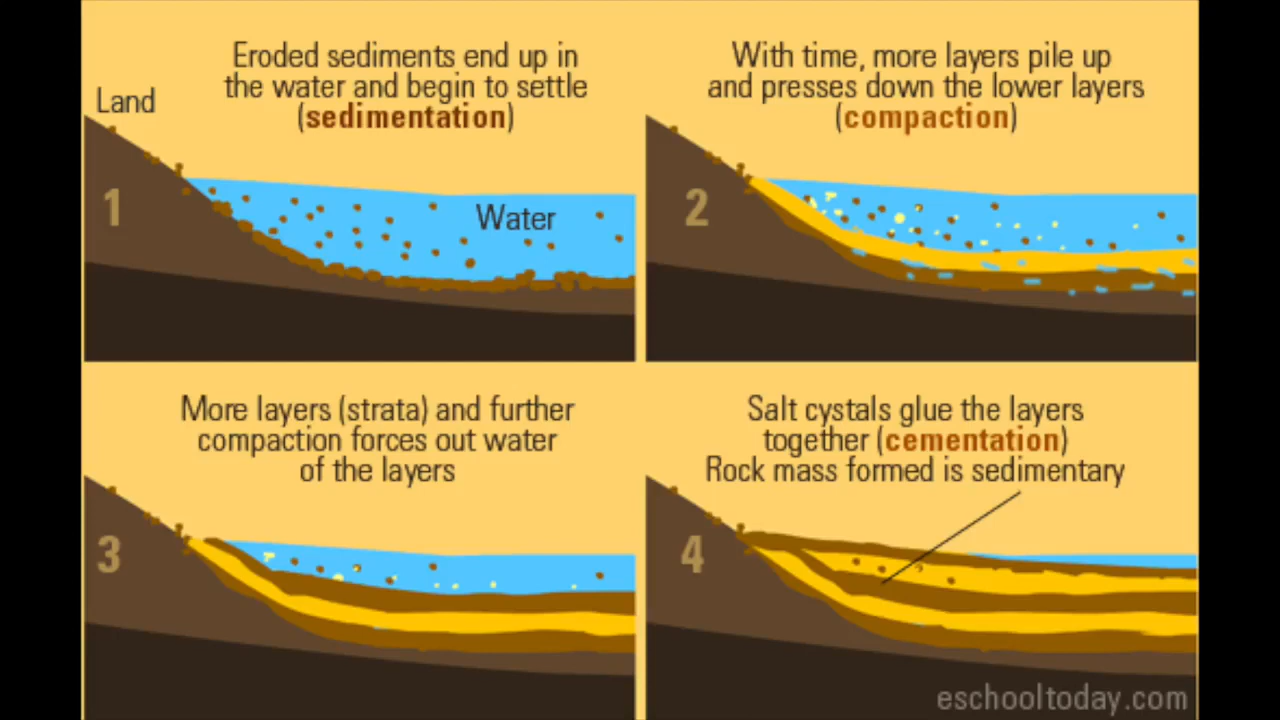 Eroded sediments end up in
the water and begin to settle
(sedimentation)
Land
1
Water
With time, more layers pile up
and presses down the lower layers
(compaction)
2
More layers (strata) and further
compaction forces out water
of the layers
3
Salt cystals glue the layers
together (cementation)
Rock mass formed is sedimentary
4
eschooltoday.com